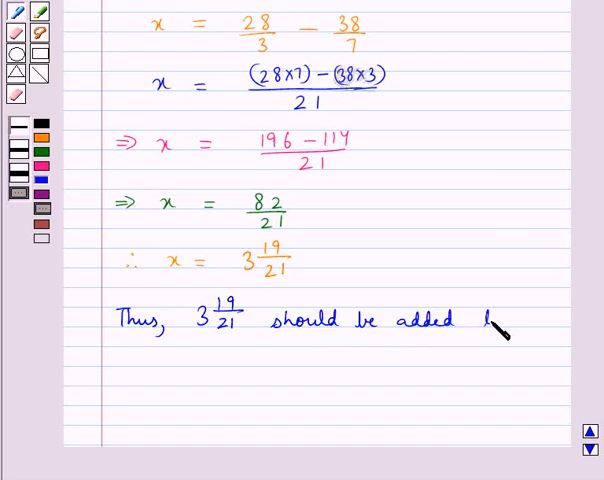 x = 28/3 - 38/7
x = (28×7) - (38×3)/21
⇒ x = 196 - 114/21
⇒ x = 82/21
∴ x = 3 19/21
Thus, 3 19/21 should be added